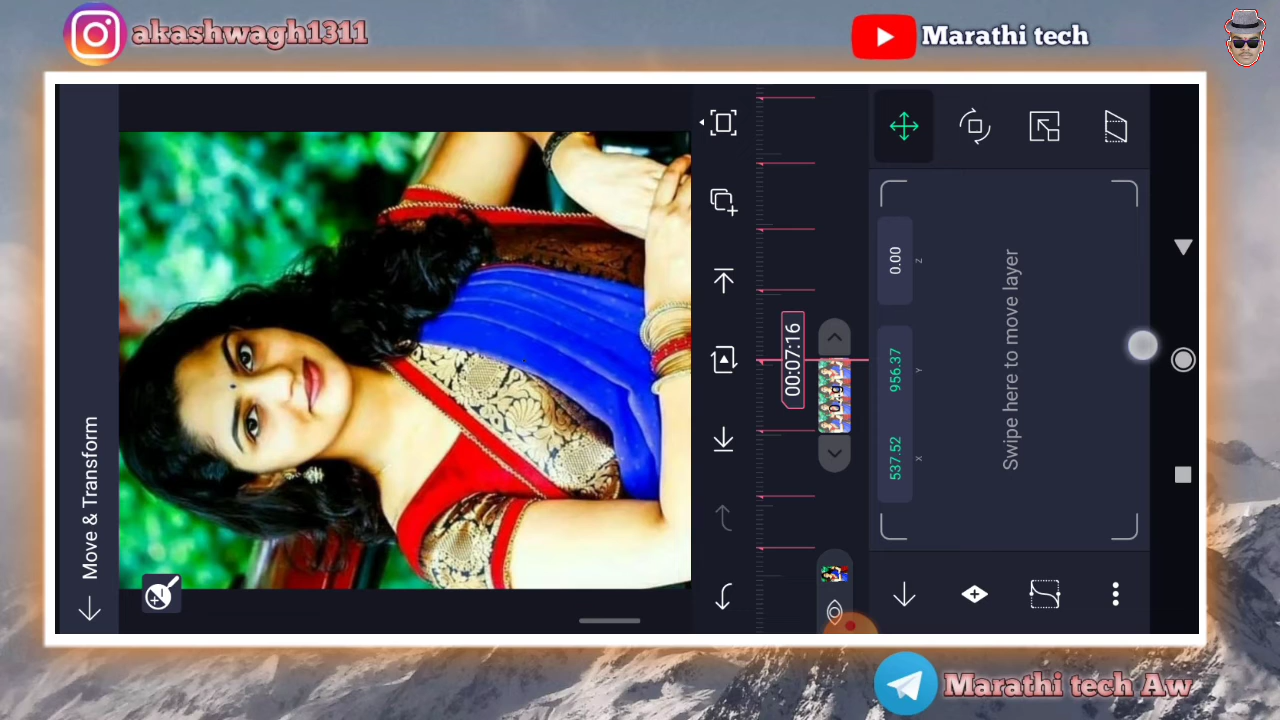 akashwagh1311
Marathi tech
Move & Transform
00:07:16
0.00
Z
956.37
Y
537.52
X
Swipe here to move layer
Marathi tech Aw